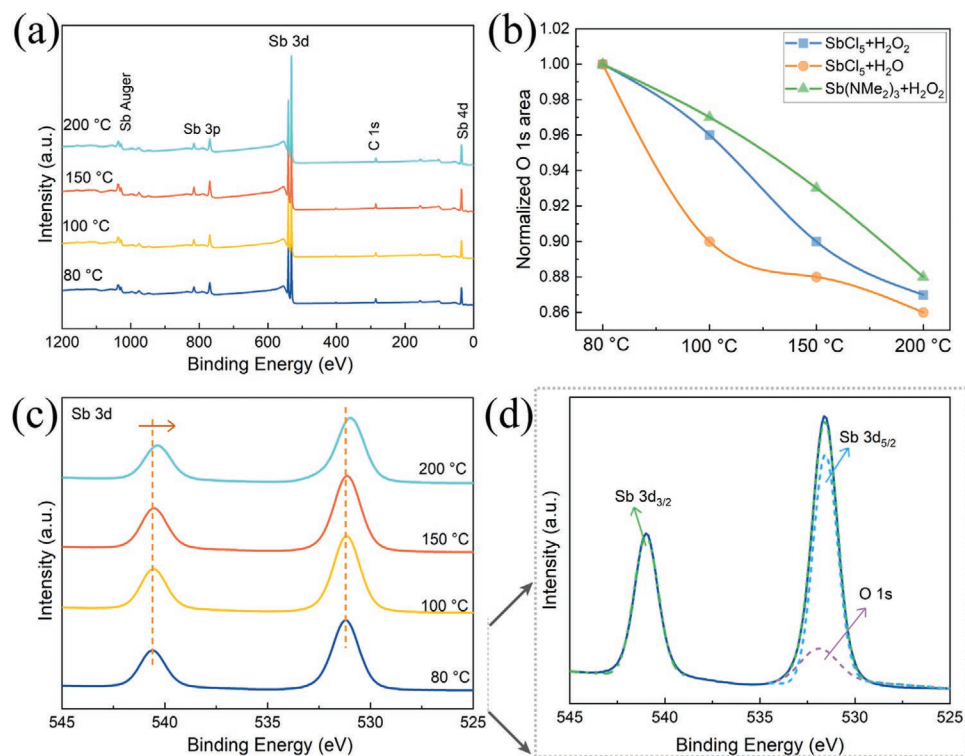 (a)
Sb 3d
Sb Auger
Sb 3p
C 1s
Sb 4d
200 °C
150 °C
100 °C
80 °C
Intensity (a.u.)
1200 1000 800 600 400 200 0
Binding Energy (eV)
(b)
1.02
1.00
0.96
0.94
0.92
0.90
0.88
0.86
Normalized O 1s area
SbCl₅+H₂O₂
SbCl₅+H₂O
Sb(NMe₂)₃+H₂O₂
80 °C 100 °C 150 °C 200 °C
(c)
Sb 3d
200 °C
150 °C
100 °C
80 °C
Intensity (a.u.)
545 540 535 530 525
Binding Energy (eV)
(d)
Sb 3d₅/₂
Sb 3d₃/₂
O 1s
Intensity (a.u.)
545 540 535 530 525
Binding Energy (eV)